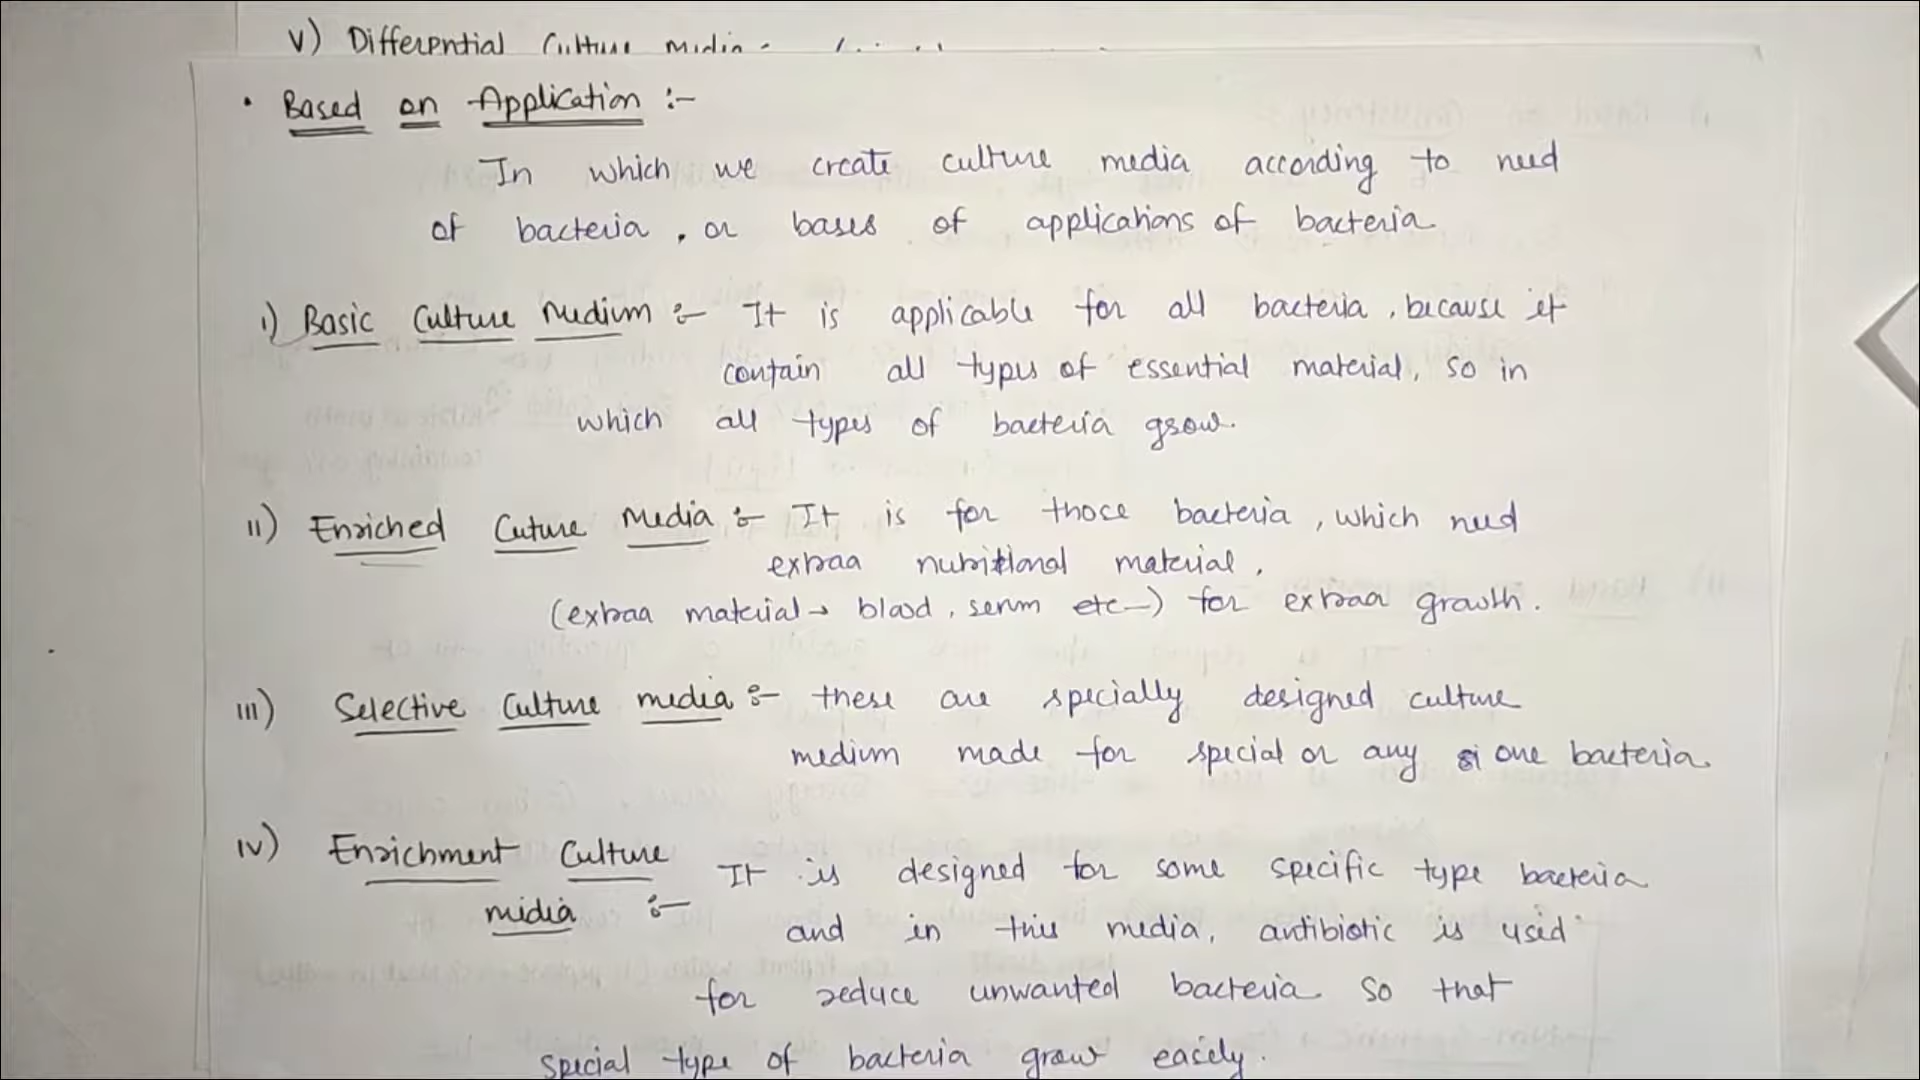 V) Differential Culture media -
• Based on Application :-
In which we create culture media according to need
of bacteria, or bases of applications of bacteria
i) Basic Culture Medium :- It is applicable for all bacteria, because it
contain all types of essential material, so in
which all types of bacteria grow.
ii) Enriched Cuture Media :- It is for those bacteria, which need
extraa nutritional material,
(extraa material → blood, serum etc-) for extraa growth.
iii) Selective Culture media :- these are specially designed culture
medium made for special or any one bacteria.
iv) Enrichment Culture It is designed for some specific type bacteria
midia :- and in this media, antibiotic is used
for reduce unwanted bacteria so that
special type of bacteria grow easily.